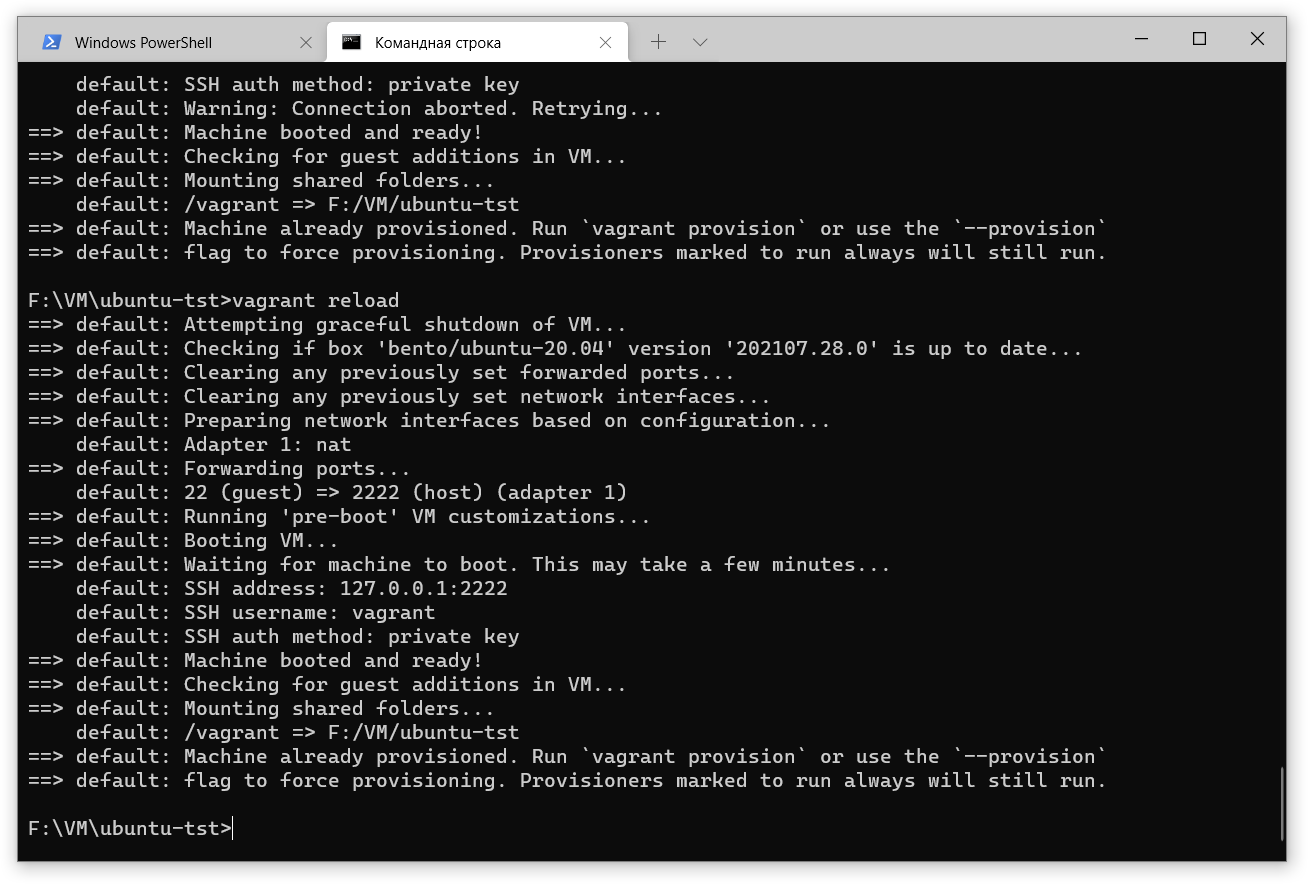 Windows PowerShell
Командная строка
default: SSH auth method: private key
default: Warning: Connection aborted. Retrying...
==> default: Machine booted and ready!
==> default: Checking for guest additions in VM...
==> default: Mounting shared folders...
default: /vagrant => F:/VM/ubuntu-tst
==> default: Machine already provisioned. Run `vagrant provision` or use the `--provision`
==> default: flag to force provisioning. Provisioners marked to run always will still run.
F:\VM\ubuntu-tst>vagrant reload
==> default: Attempting graceful shutdown of VM...
==> default: Checking if box 'bento/ubuntu-20.04' version '202107.28.0' is up to date...
==> default: Clearing any previously set forwarded ports...
==> default: Clearing any previously set network interfaces...
==> default: Preparing network interfaces based on configuration...
default: Adapter 1: nat
==> default: Forwarding ports...
default: 22 (guest) => 2222 (host) (adapter 1)
==> default: Running 'pre-boot' VM customizations...
==> default: Booting VM...
==> default: Waiting for machine to boot. This may take a few minutes...
default: SSH address: 127.0.0.1:2222
default: SSH username: vagrant
default: SSH auth method: private key
==> default: Machine booted and ready!
==> default: Checking for guest additions in VM...
==> default: Mounting shared folders...
default: /vagrant => F:/VM/ubuntu-tst
==> default: Machine already provisioned. Run `vagrant provision` or use the `--provision`
==> default: flag to force provisioning. Provisioners marked to run always will still run.
F:\VM\ubuntu-tst>